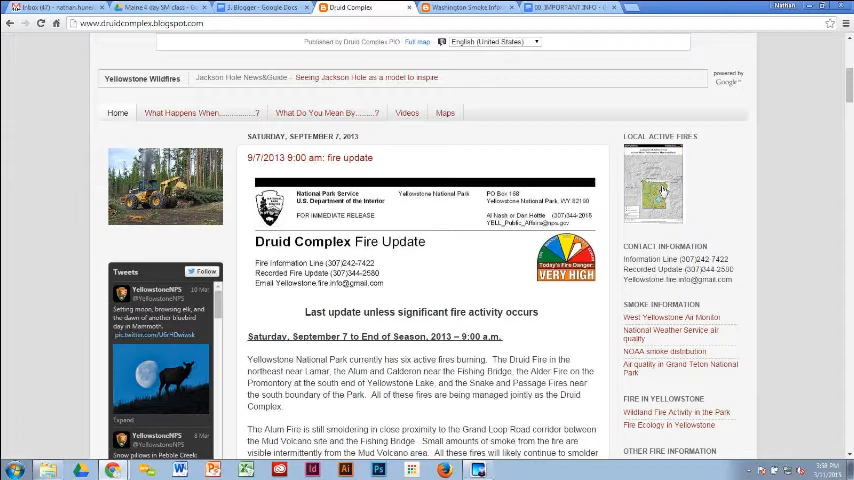 Inbox (47) - nathan.hunerl
Maine 4 day SM class - Go
3. Blogger - Google Docs
Druid Complex
Washington Smoke Infor
00. IMPORTANT INFO - G
Nathan
www.druidcomplex.blogspot.com
Published by Druid Complex PIO Full map
English (United States)
Yellowstone Wildfires
Jackson Hole News&Guide - Seeing Jackson Hole as a model to inspire
powered by
Google™
Home
What Happens When..................?
What Do You Mean By........?
Videos
Maps
SATURDAY, SEPTEMBER 7, 2013
9/7/2013 9:00 am: fire update
National Park Service
U.S. Department of the Interior
FOR IMMEDIATE RELEASE
Yellowstone National Park
PO Box 168
Yellowstone National Park, WY 82190
Al Nash or Dan Hottle (307)344-2015
YELL_Public_Affairs@nps.gov
Druid Complex Fire Update
Fire Information Line (307)242-7422
Recorded Fire Update (307)344-2580
Email Yellowstone.fire.info@gmail.com
Today's Fire Danger:
VERY HIGH
Last update unless significant fire activity occurs
Saturday, September 7 to End of Season, 2013 – 9:00 a.m.
Yellowstone National Park currently has six active fires burning. The Druid Fire in the
northeast near Lamar, the Alum and Calderon near the Fishing Bridge, the Alder Fire on the
Promontory at the south end of Yellowstone Lake, and the Snake and Passage Fires near
the south boundary of the Park. All of these fires are being managed jointly as the Druid
Complex.
The Alum Fire is still smoldering in close proximity to the Grand Loop Road corridor between
the Mud Volcano site and the Fishing Bridge. Small amounts of smoke from the fire are
visible intermittently from the Mud Volcano area. All of these fires will likely continue to smolder
Tweets
Follow
YellowstoneNPS
@YellowstoneNPS
10 Mar
Setting moon, browsing elk, and
the dawn of another bluebird
day in Mammoth.
pic.twitter.com/U6rHDwiwsk
Expand
YellowstoneNPS
@YellowstoneNPS
8 Mar
Snow pillows in Pebble Creek:
LOCAL ACTIVE FIRES
CONTACT INFORMATION
Information Line (307)242-7422
Recorded Update (307)344-2580
Yellowstone.fire.info@gmail.com
SMOKE INFORMATION
West Yellowstone Air Monitor
National Weather Service air
quality
NOAA smoke distribution
Air quality in Grand Teton National
Park
FIRE IN YELLOWSTONE
Wildland Fire Activity in the Park
Fire Ecology in Yellowstone
OTHER FIRE INFORMATION
3:58 PM
3/11/2015